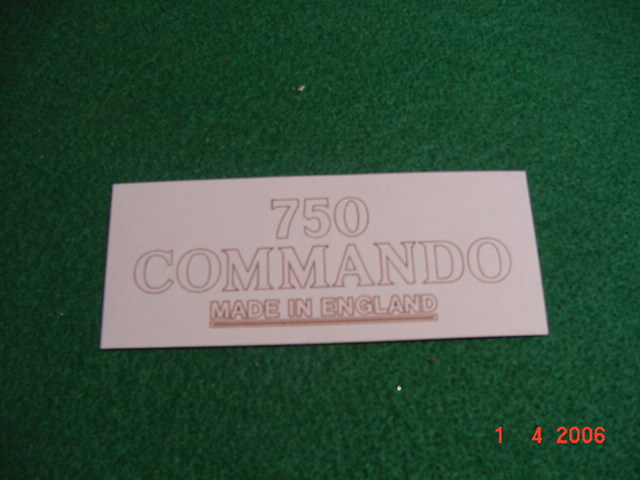 750
COMMANDO
MADE IN ENGLAND
1 4 2006